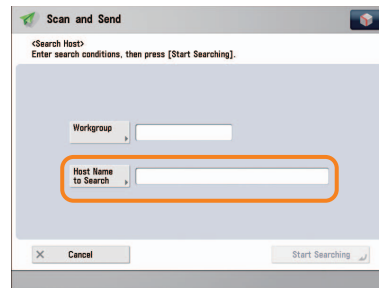 Scan and Send
<Search Host>
Enter search conditions, then press [Start Searching].
Workgroup
Host Name
to Search
Cancel
Start Searching